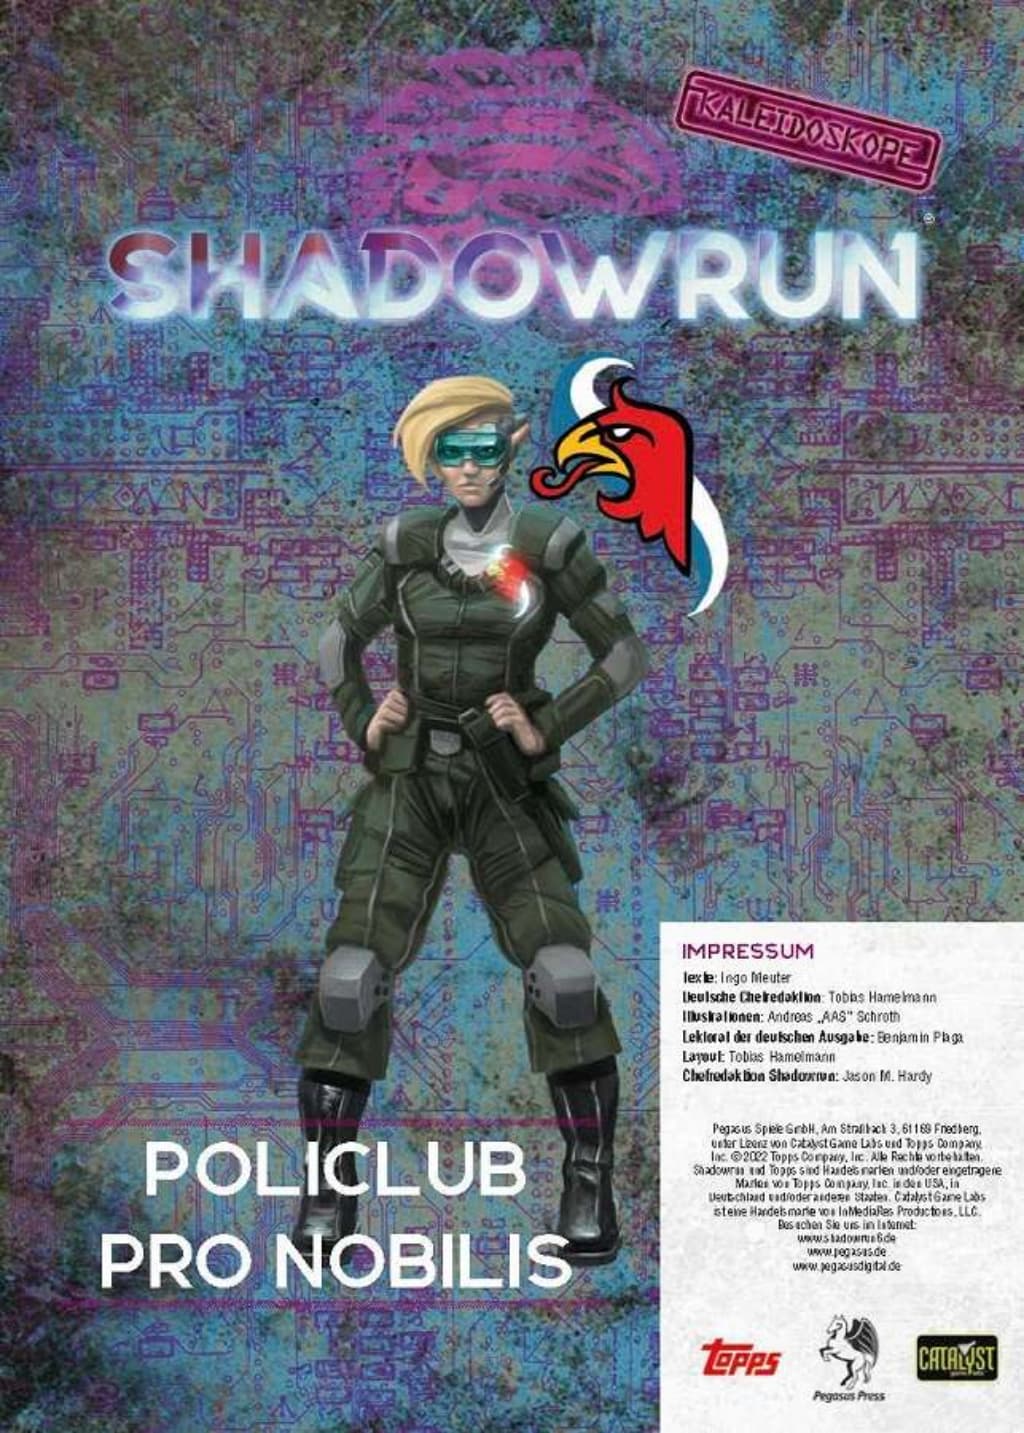 KALEIDOSKOPE
SHADOWRUN®
POLICLUB
PRO NOBILIS
IMPRESSUM
Texte: Ingo Meuter
Deutsche Chefredaktion: Tobias Hamelmann
Illustrationen: Andreas „AAS“ Schroth
Lektorat der deutschen Ausgabe: Benjamin Plaga
Layout: Tobias Hamelmann
Chefredaktion Shadowrun: Jason M. Hardy
Pegasus Spiele GmbH, Am Straßbach 3, 61169 Friedberg,
unter Lizenz von Catalyst Game Labs und Topps Company,
Inc. © 2022 Topps Company, Inc. Alle Rechte vorbehalten.
Shadowrun und Topps sind Handelsmarken und/oder eingetragene
Marken von Topps Company, Inc. in den USA, in
Deutschland und/oder anderen Staaten. Catalyst Game Labs
ist eine Handelsmarke von InMediaRes Productions, LLC.
Besuchen Sie uns im Internet:
www.shadowrun6.de
www.pegasus.de
www.pegasusdigital.de
topps
Pegasus Press
CATALYST
game labs